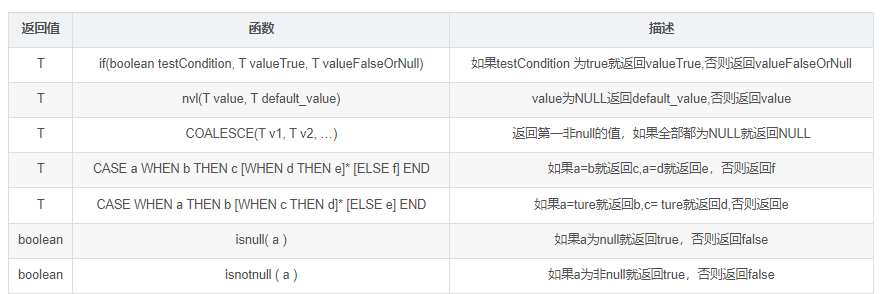 返回值 函数 描述
T if(boolean testCondition, T valueTrue, T valueFalseOrNull) 如果testCondition 为true就返回valueTrue,否则返回valueFalseOrNull
T nvl(T value, T default_value) value为NULL返回default_value,否则返回value
T COALESCE(T v1, T v2, …) 返回第一非null的值，如果全部都为NULL就返回NULL
T CASE a WHEN b THEN c [WHEN d THEN e]* [ELSE f] END 如果a=b就返回c,a=d就返回e，否则返回f
T CASE WHEN a THEN b [WHEN c THEN d]* [ELSE e] END 如果a=ture就返回b,c= ture就返回d,否则返回e
boolean isnull( a ) 如果a为null就返回true，否则返回false
boolean isnotnull ( a ) 如果a为非null就返回true，否则返回false